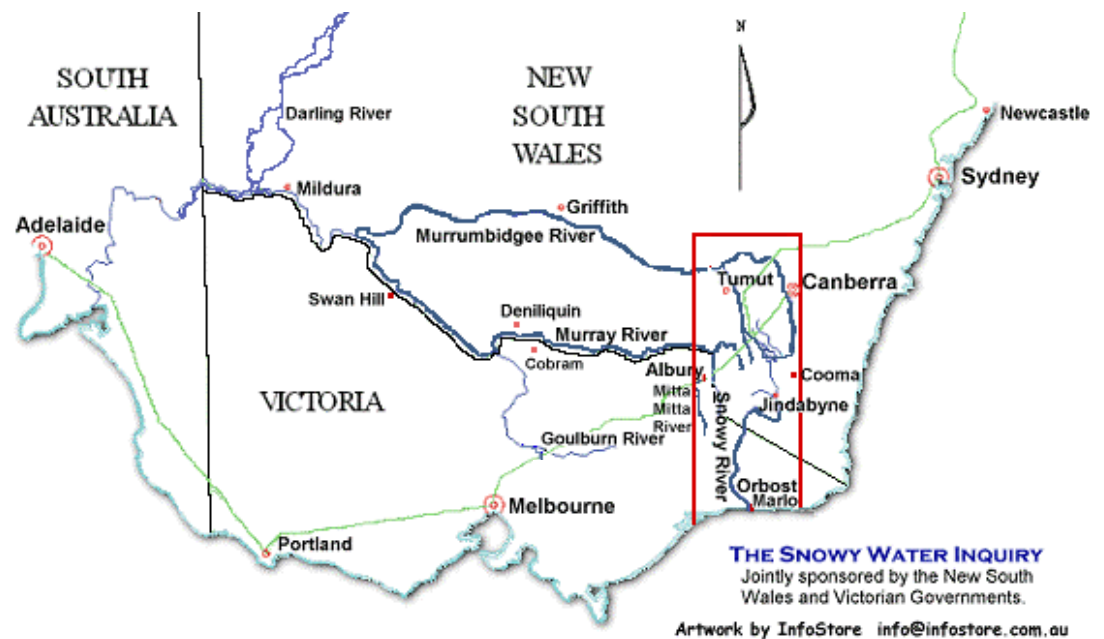 N
SOUTH
AUSTRALIA
NEW
SOUTH
WALES
Darling River
Newcastle
Mildura
Sydney
Griffith
Adelaide
Murrumbidgee River
Tumut
Canberra
Swan Hill
Deniliquin
Murray River
Cobram
Albury
Cooma
Mitta
Mitta
River
Snowy River
Jindabyne
VICTORIA
Goulburn River
Orbost
Marlo
Melbourne
Portland
THE SNOWY WATER INQUIRY
Jointly sponsored by the New South
Wales and Victorian Governments.
Artwork by InfoStore info@infostore.com.au